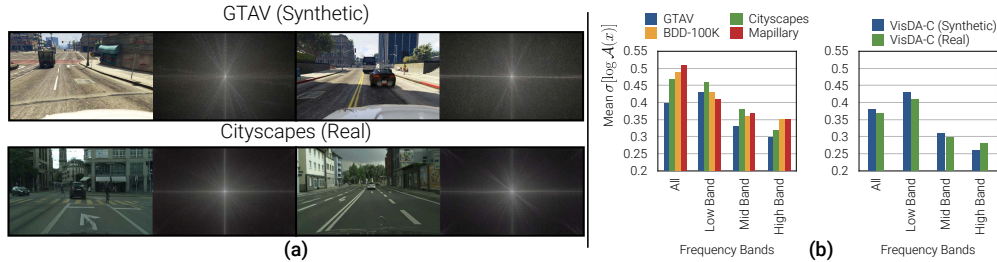 GTAV (Synthetic)
Cityscapes (Real)
(a)
GTAV
BDD-100K
Cityscapes
Mapillary
Mean σ[log 𝒜(x)]
0.55
0.5
0.45
0.4
0.35
0.3
0.25
0.2
All
Low Band
Mid Band
High Band
Frequency Bands
(b)
VisDA-C (Synthetic)
VisDA-C (Real)
0.55
0.5
0.45
0.4
0.35
0.3
0.25
0.2
All
Low Band
Mid Band
High Band
Frequency Bands